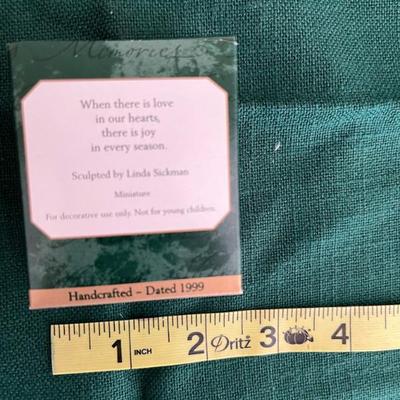 Memories
When there is love
in our hearts,
there is joy
in every season.
Sculpted by Linda Sickman
Miniature
For decorative use only. Not for young children.
Handcrafted – Dated 1999
1 INCH 2 Dritz 3 4